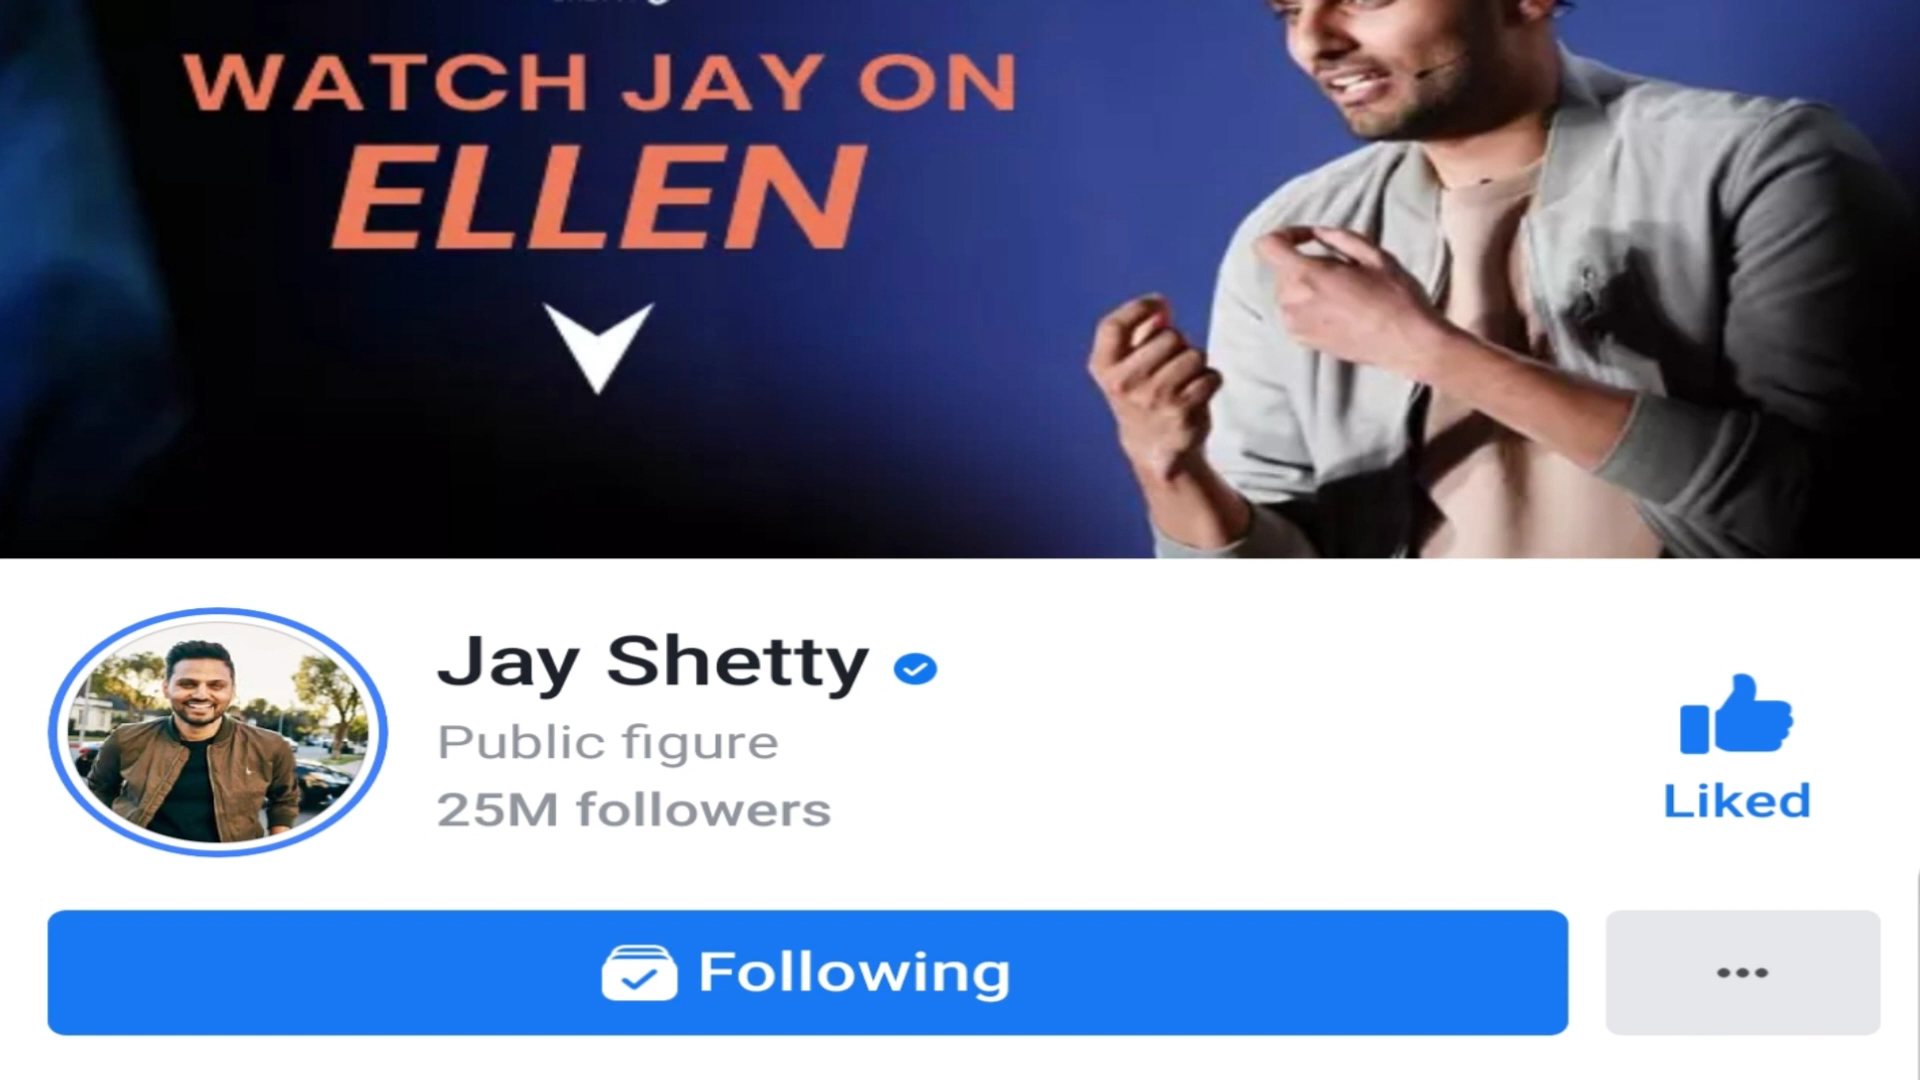 WATCH JAY ON
ELLEN
Jay Shetty
Public figure
25M followers
Liked
Following